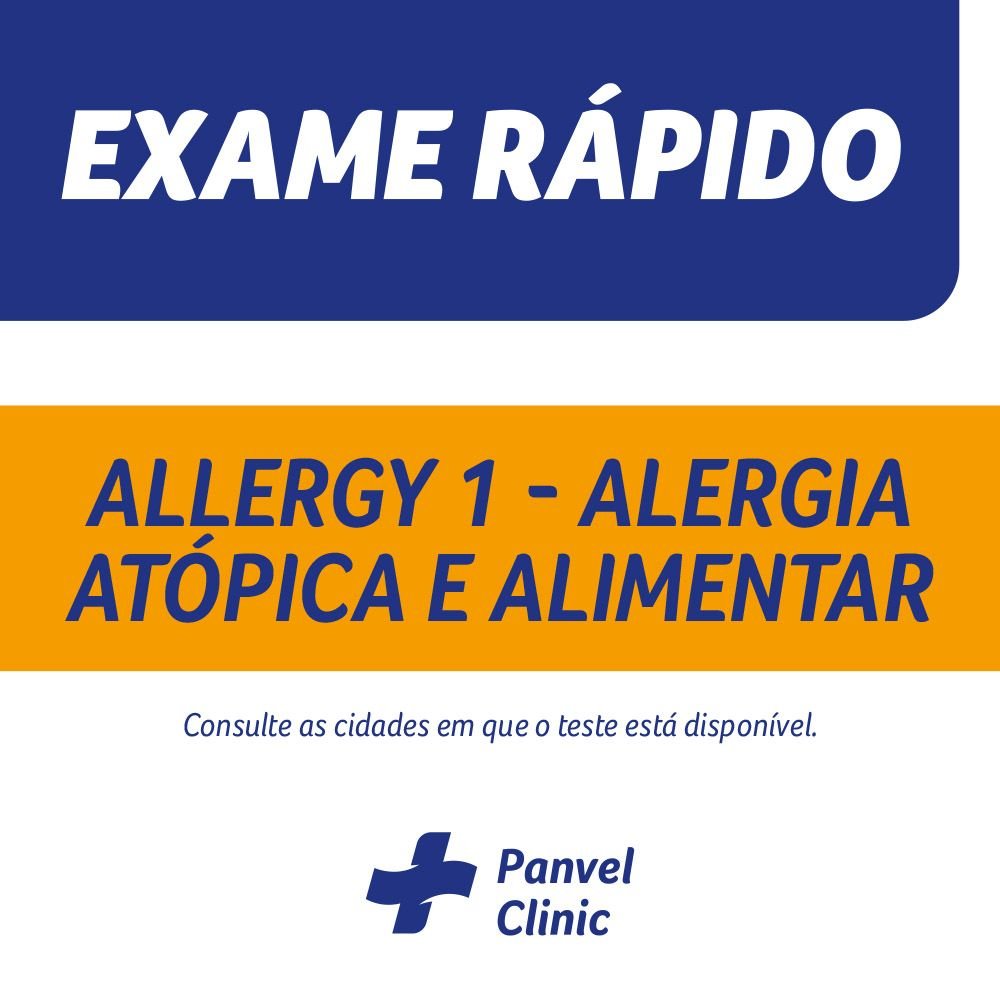 EXAME RÁPIDO
ALLERGY 1 - ALERGIA
ATÓPICA E ALIMENTAR
Consulte as cidades em que o teste está disponível.
Panvel
Clinic